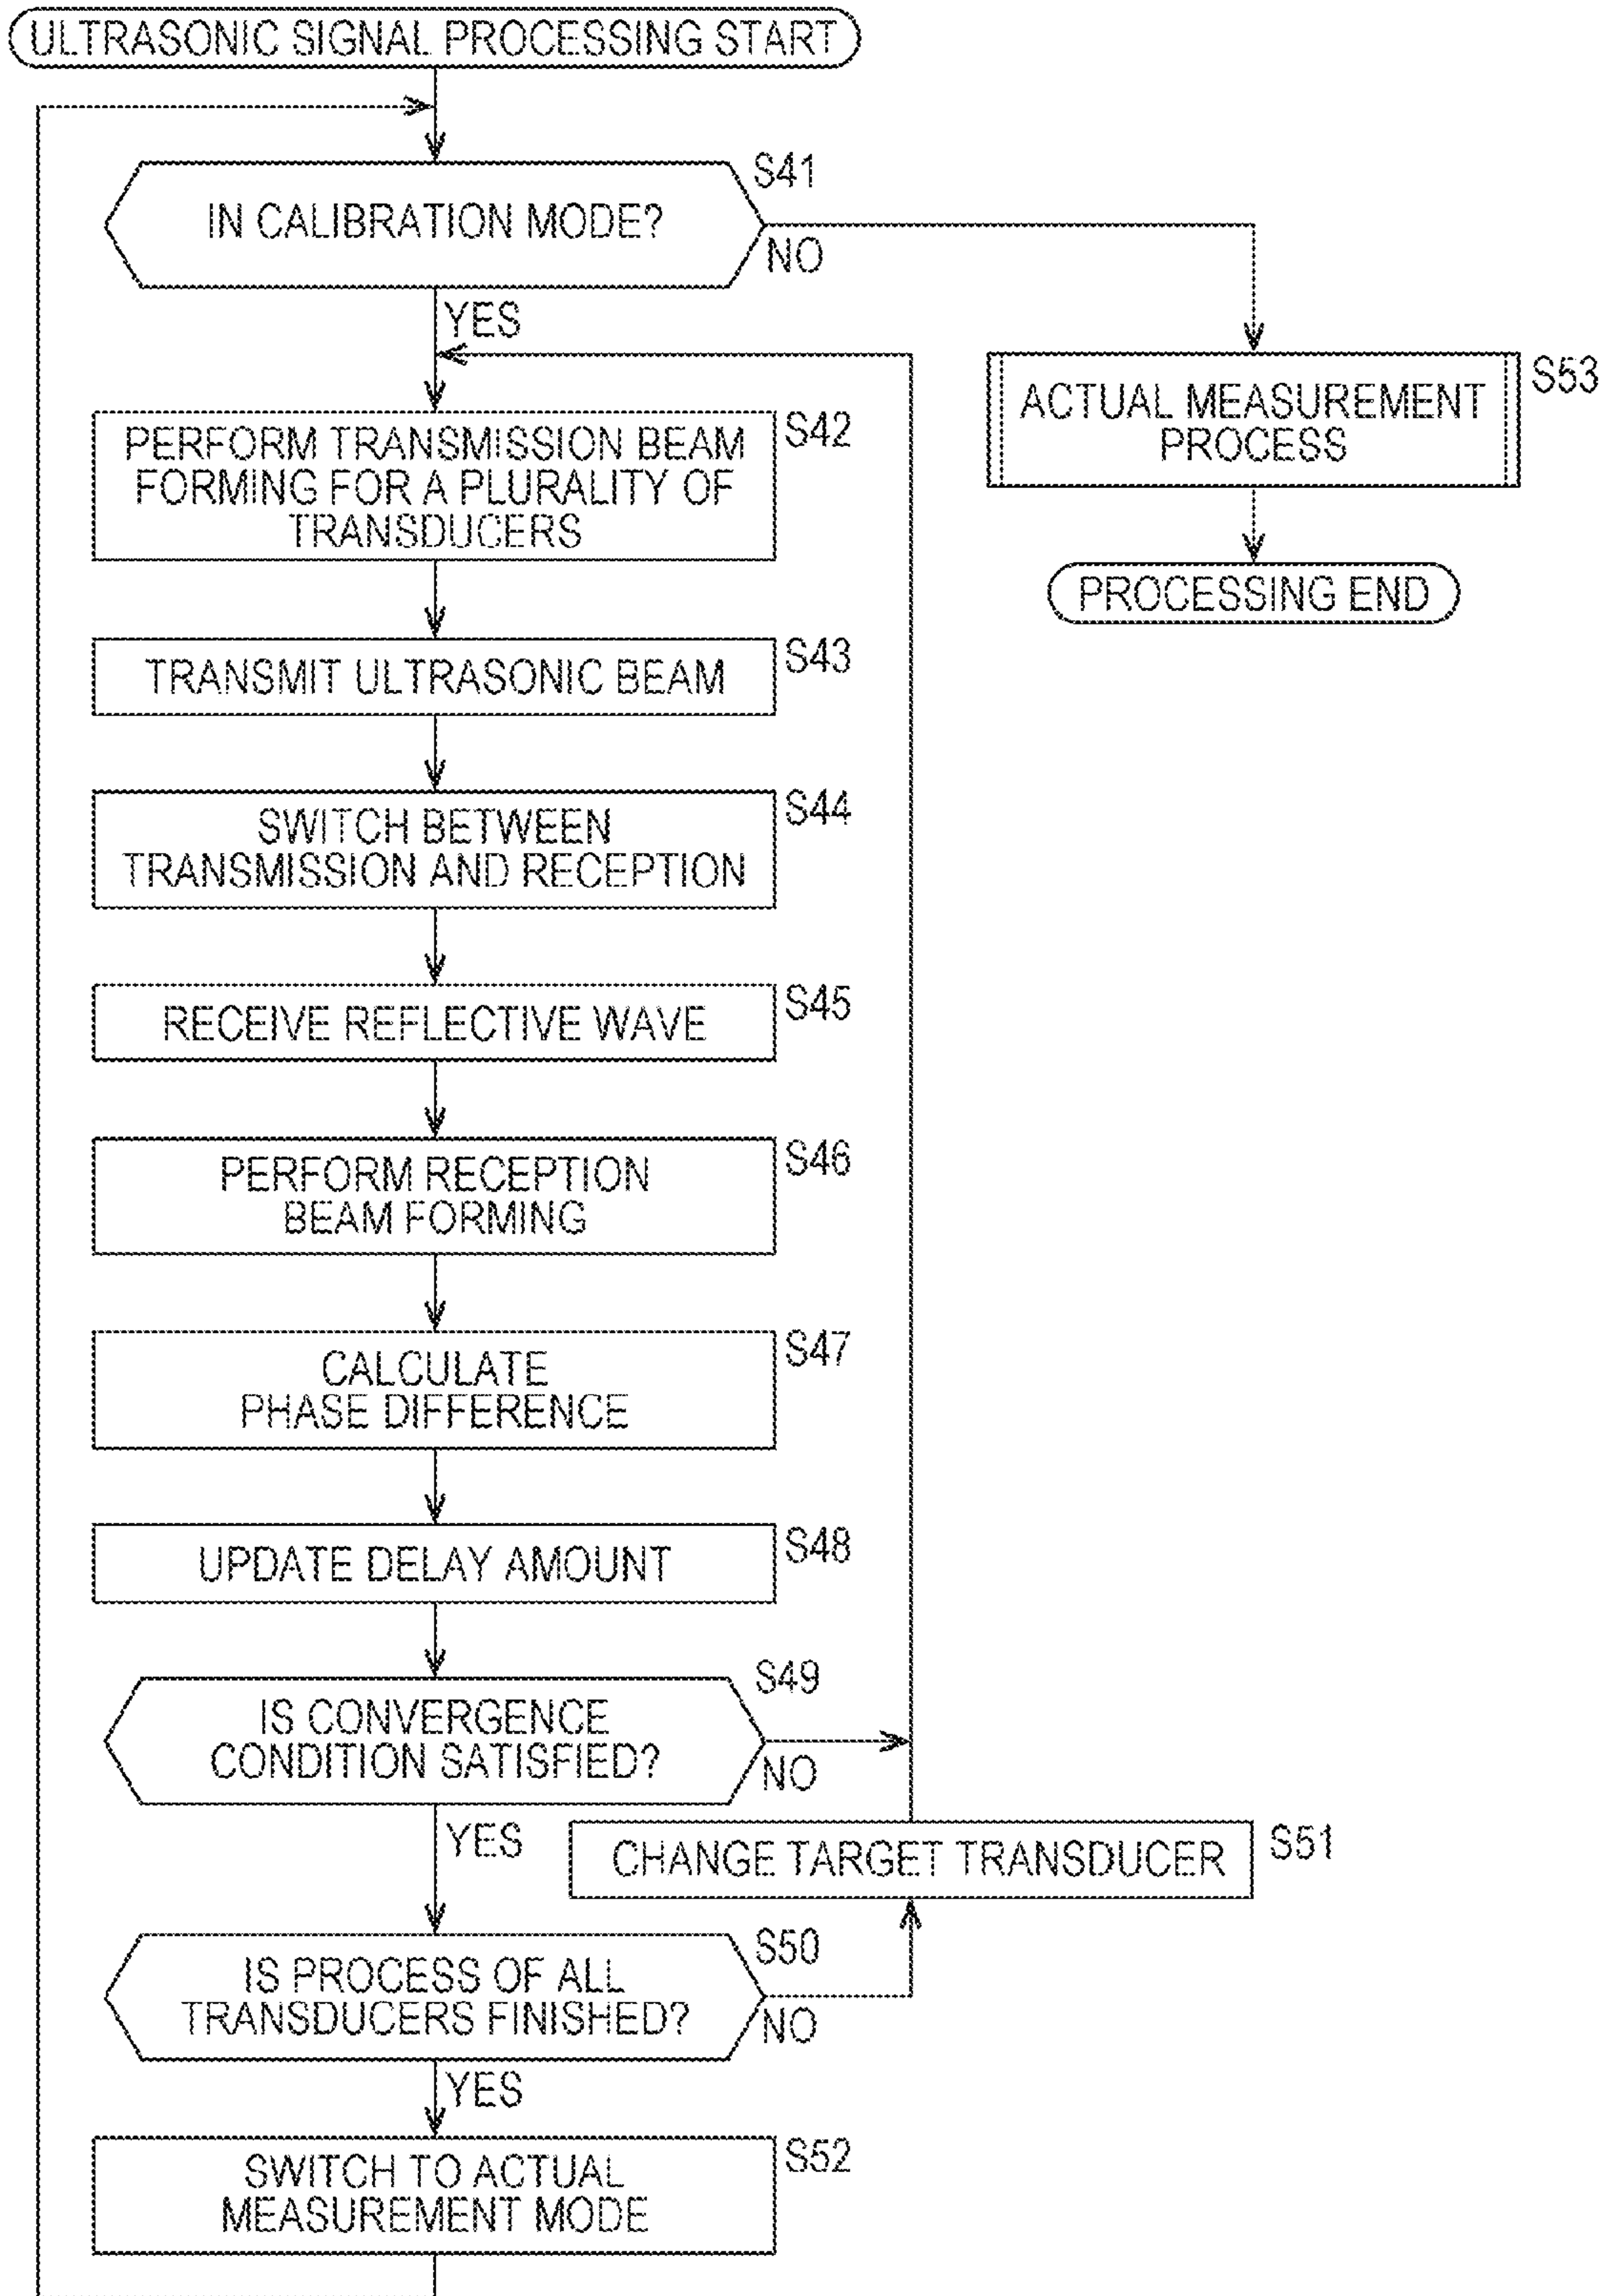 ULTRASONIC SIGNAL PROCESSING START
S41
IN CALIBRATION MODE?
NO
YES
S53
ACTUAL MEASUREMENT
PROCESS
PROCESSING END
S42
PERFORM TRANSMISSION BEAM
FORMING FOR A PLURALITY OF
TRANSDUCERS
S43
TRANSMIT ULTRASONIC BEAM
S44
SWITCH BETWEEN
TRANSMISSION AND RECEPTION
S45
RECEIVE REFLECTIVE WAVE
S46
PERFORM RECEPTION
BEAM FORMING
S47
CALCULATE
PHASE DIFFERENCE
S48
UPDATE DELAY AMOUNT
S49
IS CONVERGENCE
CONDITION SATISFIED?
NO
YES
S51
CHANGE TARGET TRANSDUCER
S50
IS PROCESS OF ALL
TRANSDUCERS FINISHED?
NO
YES
S52
SWITCH TO ACTUAL
MEASUREMENT MODE